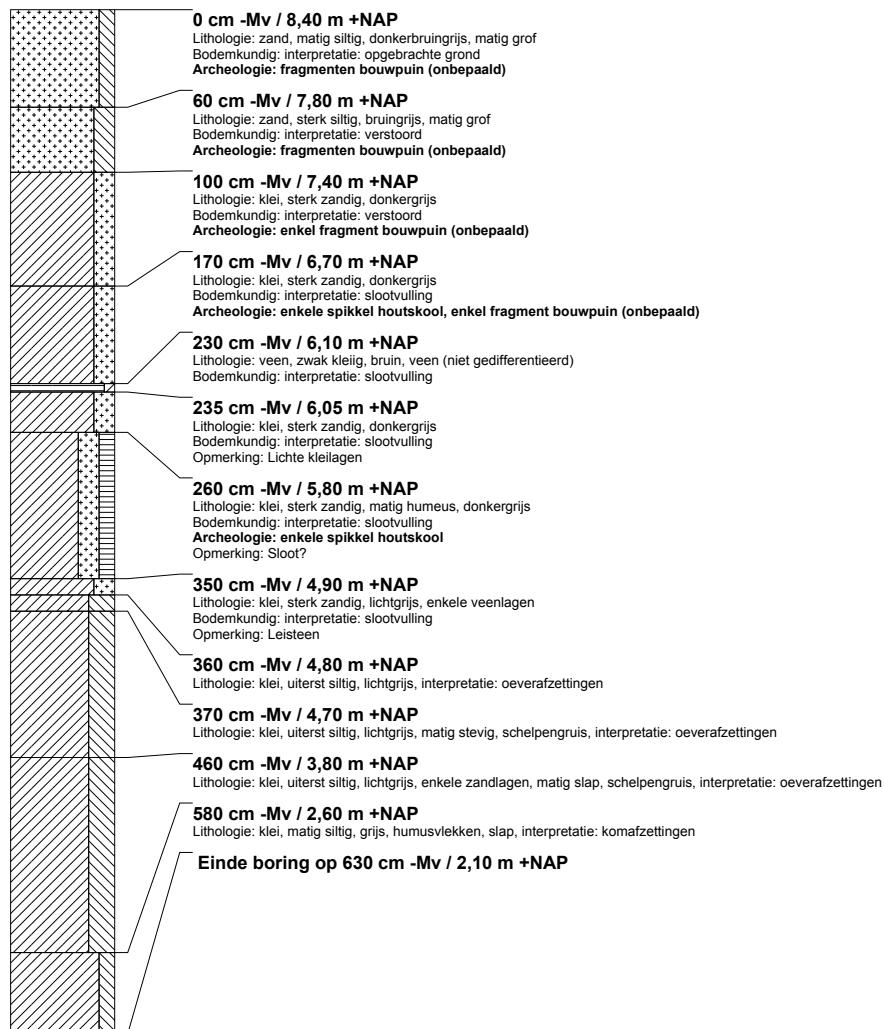 0 cm -Mv / 8,40 m +NAP
Lithologie: zand, matig siltig, donkerbruingrijs, matig grof
Bodemkundig: interpretatie: opgebrachte grond
Archeologie: fragmenten bouwpuin (onbepaald)
60 cm -Mv / 7,80 m +NAP
Lithologie: zand, sterk siltig, bruingrijs, matig grof
Bodemkundig: interpretatie: verstoord
Archeologie: fragmenten bouwpuin (onbepaald)
100 cm -Mv / 7,40 m +NAP
Lithologie: klei, sterk zandig, donkergrijs
Bodemkundig: interpretatie: verstoord
Archeologie: enkel fragment bouwpuin (onbepaald)
170 cm -Mv / 6,70 m +NAP
Lithologie: klei, sterk zandig, donkergrijs
Bodemkundig: interpretatie: slootvulling
Archeologie: enkele spikkel houtskool, enkel fragment bouwpuin (onbepaald)
230 cm -Mv / 6,10 m +NAP
Lithologie: veen, zwak kleiig, bruin, veen (niet gedifferentieerd)
Bodemkundig: interpretatie: slootvulling
235 cm -Mv / 6,05 m +NAP
Lithologie: klei, sterk zandig, donkergrijs
Bodemkundig: interpretatie: slootvulling
Opmerking: Lichte kleilagen
260 cm -Mv / 5,80 m +NAP
Lithologie: klei, sterk zandig, matig humeus, donkergrijs
Bodemkundig: interpretatie: slootvulling
Archeologie: enkele spikkel houtskool
Opmerking: Sloot?
350 cm -Mv / 4,90 m +NAP
Lithologie: klei, sterk zandig, lichtgrijs, enkele veenlagen
Bodemkundig: interpretatie: slootvulling
Opmerking: Leisteen
360 cm -Mv / 4,80 m +NAP
Lithologie: klei, uiterst siltig, lichtgrijs, interpretatie: oeverafzettingen
370 cm -Mv / 4,70 m +NAP
Lithologie: klei, uiterst siltig, lichtgrijs, matig stevig, schelpengruis, interpretatie: oeverafzettingen
460 cm -Mv / 3,80 m +NAP
Lithologie: klei, uiterst siltig, lichtgrijs, enkele zandlagen, matig slap, schelpengruis, interpretatie: oeverafzettingen
580 cm -Mv / 2,60 m +NAP
Lithologie: klei, matig siltig, grijs, humusvlekken, slap, interpretatie: komafzettingen
Einde boring op 630 cm -Mv / 2,10 m +NAP